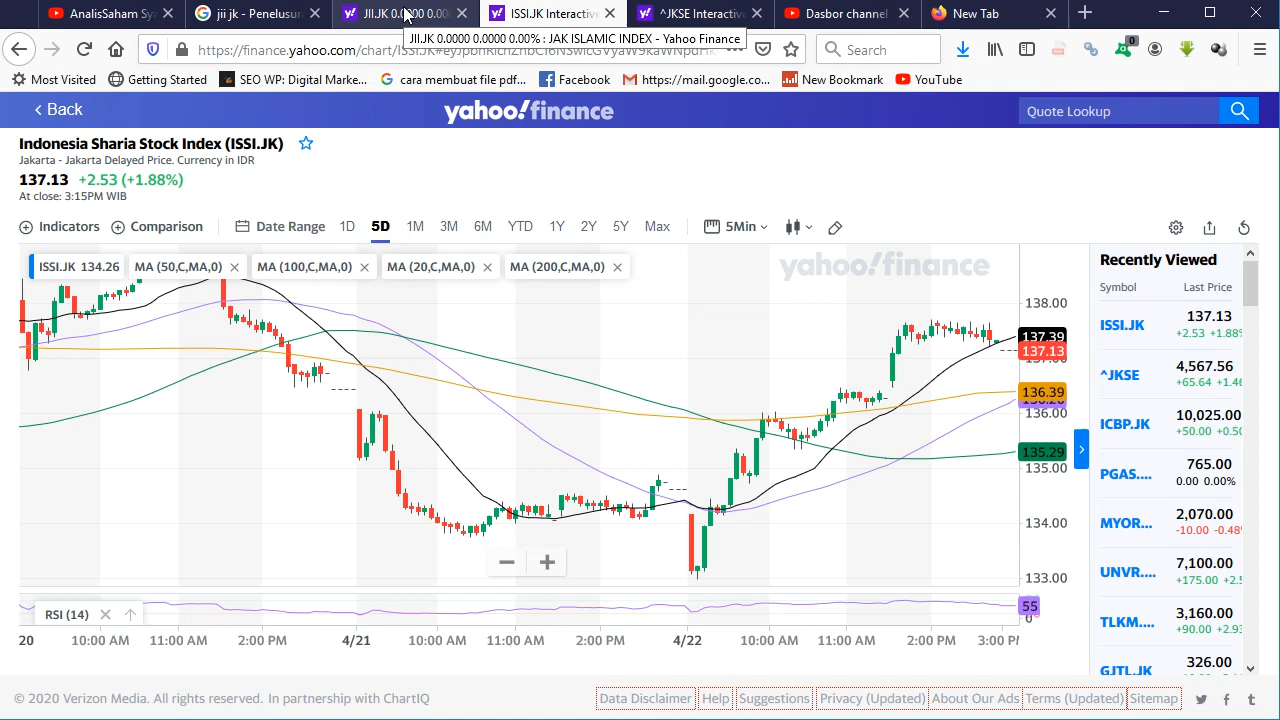 AnalisSaham Sy
jii jk - Penelusur
JII.JK 0.0000 0.00
ISSI.JK Interactive
^JKSE Interactive
Dasbor channel
New Tab
JII.JK 0.0000 0.0000 0.00% : JAK ISLAMIC INDEX - Yahoo Finance
Search
Most Visited
Getting Started
SEO WP: Digital Marke...
cara membuat file pdf...
Facebook
https://mail.google.co...
New Bookmark
YouTube
Back
yahoo!finance
Quote Lookup
Indonesia Sharia Stock Index (ISSI.JK)
Jakarta - Jakarta Delayed Price. Currency in IDR
137.13 +2.53 (+1.88%)
At close: 3:15PM WIB
Indicators
Comparison
Date Range
1D 5D 1M 3M 6M YTD 1Y 2Y 5Y Max
5Min
ISSI.JK 134.26
MA (50,C,MA,0)
MA (100,C,MA,0)
MA (20,C,MA,0)
MA (200,C,MA,0)
yahoo!finance
138.00
137.39
137.13
136.39
136.00
135.29
135.00
134.00
133.00
RSI (14)
55
0
20 10:00 AM 11:00 AM 2:00 PM 4/21 10:00 AM 11:00 AM 2:00 PM 4/22 10:00 AM 11:00 AM 2:00 PM 3:00 PM
Recently Viewed
Symbol Last Price
ISSI.JK 137.13
+2.53 +1.88%
^JKSE 4,567.56
+65.64 +1.46
ICBP.JK 10,025.00
+50.00 +0.50
PGAS.... 765.00
0.00 0.00%
MYOR... 2,070.00
-10.00 -0.48%
UNVR.... 7,100.00
+175.00 +2.5
TLKM.... 3,160.00
+90.00 +2.93
GJTL.JK 326.00
© 2020 Verizon Media. All rights reserved. In partnership with ChartIQ
Data Disclaimer Help Suggestions Privacy (Updated) About Our Ads Terms (Updated) Sitemap